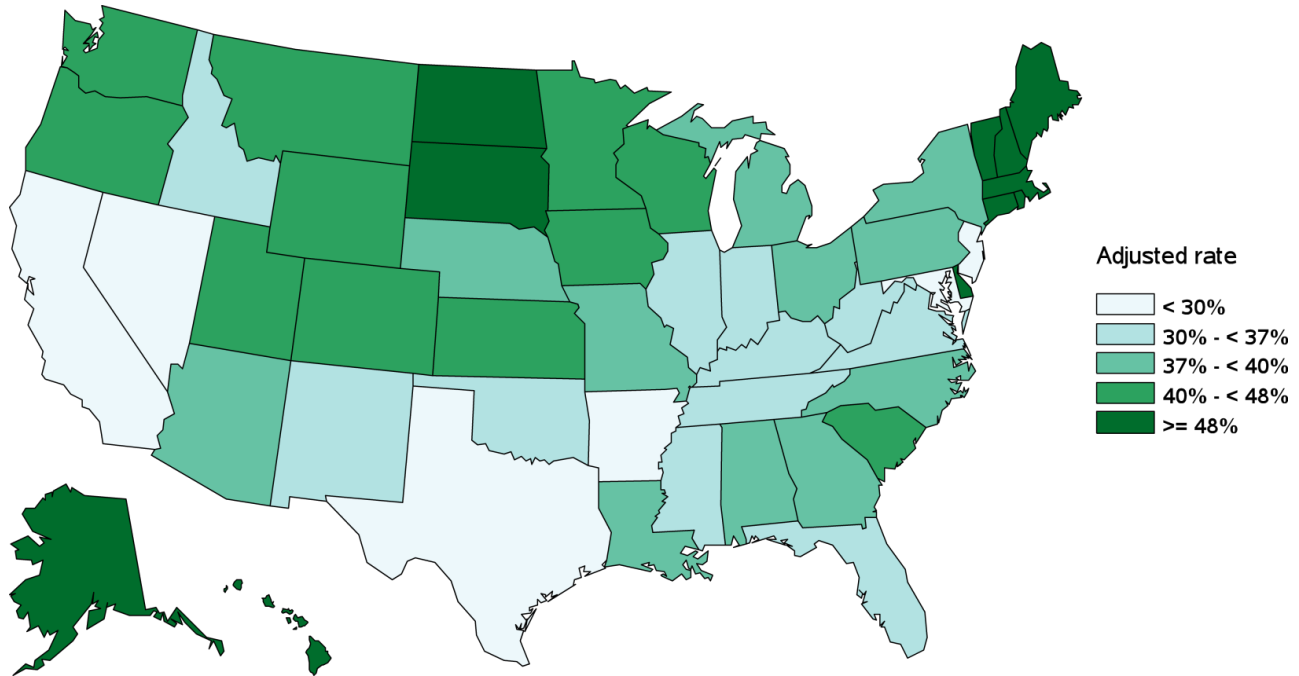 Adjusted rate
< 30%
30% - < 37%
37% - < 40%
40% - < 48%
>= 48%